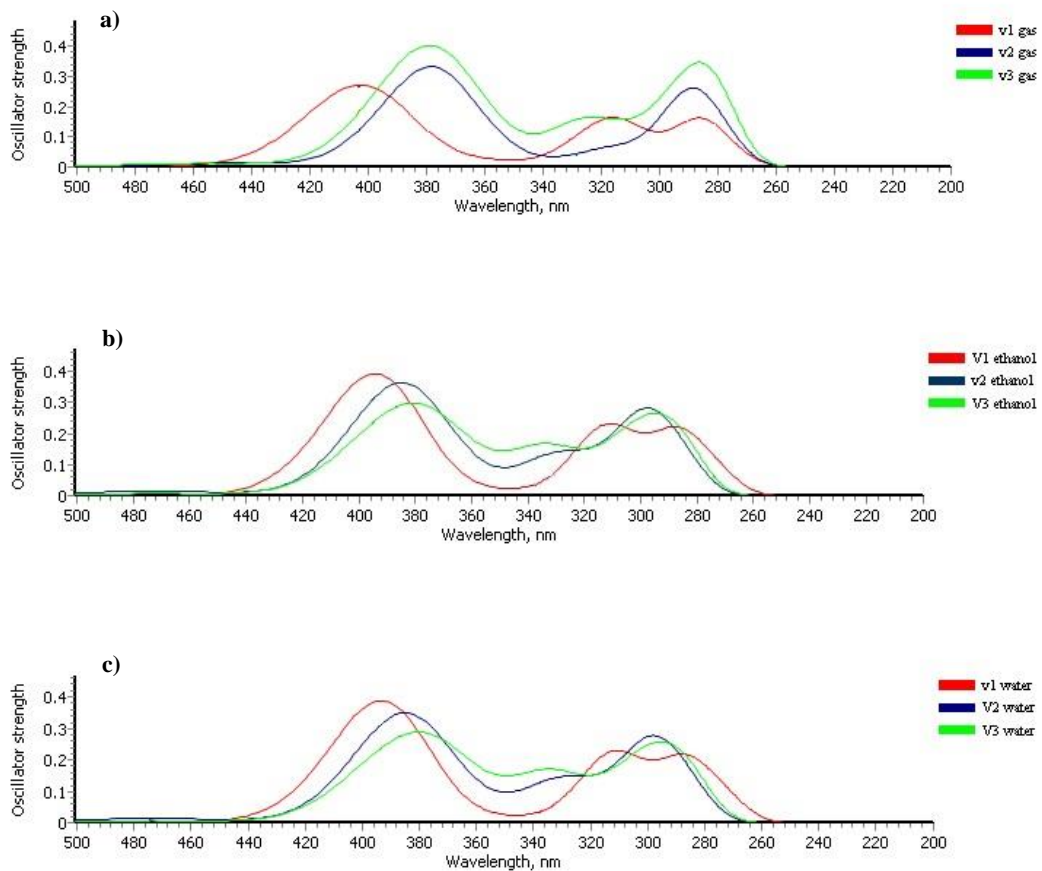 a)
Oscillator strength
0.4
0.3
0.2
0.1
0
500 480 460 440 420 400 380 360 340 320 300 280 260 240 220 200
Wavelength, nm
v1 gas
v2 gas
v3 gas
b)
Oscillator strength
0.4
0.3
0.2
0.1
0
500 480 460 440 420 400 380 360 340 320 300 280 260 240 220 200
Wavelength, nm
V1 ethanol
v2 ethanol
V3 ethanol
c)
Oscillator strength
0.4
0.3
0.2
0.1
0
500 480 460 440 420 400 380 360 340 320 300 280 260 240 220 200
Wavelength, nm
v1 water
V2 water
V3 water